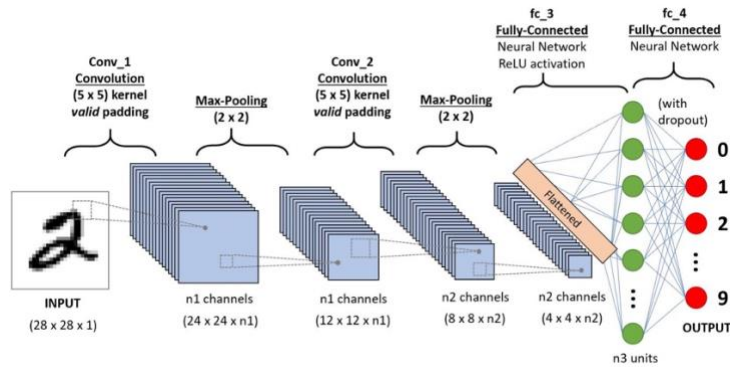 Conv_1
Convolution
(5 x 5) kernel
valid padding
Max-Pooling
(2 x 2)
Conv_2
Convolution
(5 x 5) kernel
valid padding
Max-Pooling
(2 x 2)
fc_3
Fully-Connected
Neural Network
ReLU activation
fc_4
Fully-Connected
Neural Network
(with
dropout)
2
INPUT
(28 x 28 x 1)
n1 channels
(24 x 24 x n1)
n1 channels
(12 x 12 x n1)
n2 channels
(8 x 8 x n2)
n2 channels
(4 x 4 x n2)
Flattened
n3 units
0
1
2
9
OUTPUT